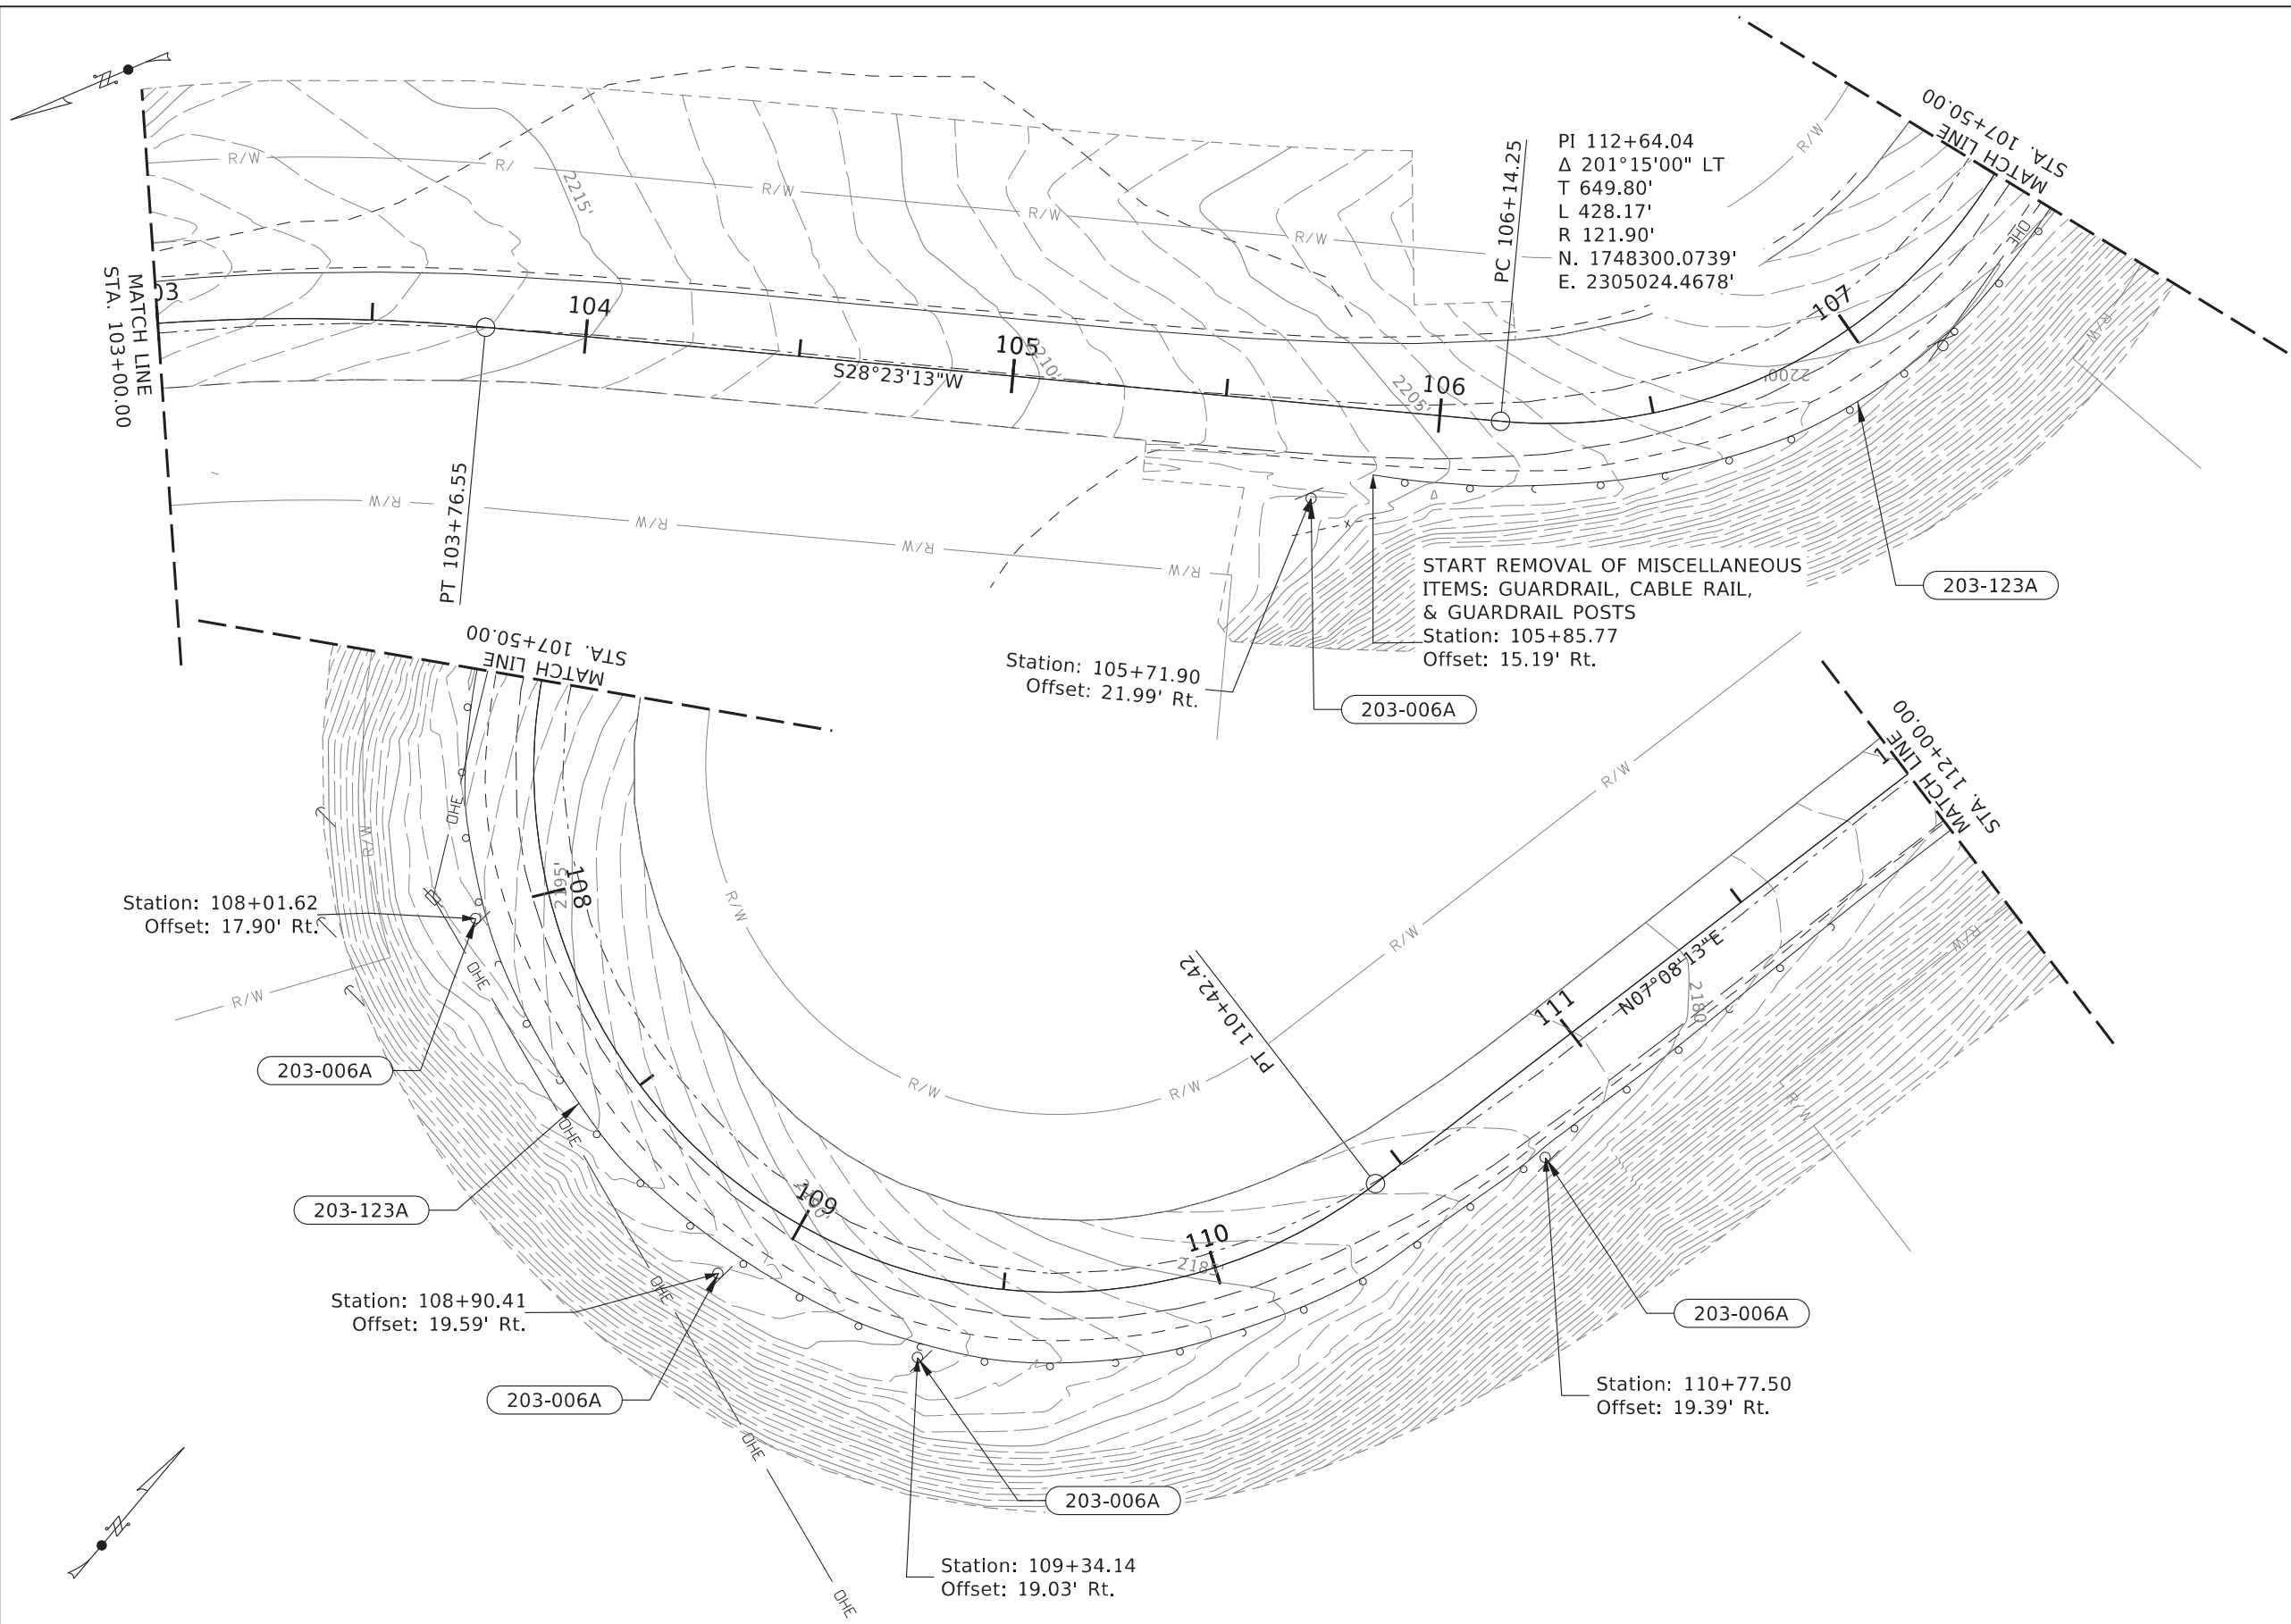 N
MATCH LINE
STA. 107+50.00
R/W
R/
R/W
R/W
R/W
R/W
2215'
PC 106+14.25
PI 112+64.04
Δ 201°15'00" LT
T 649.80'
L 428.17'
R 121.90'
N. 1748300.0739'
E. 2305024.4678'
OHE
MATCH LINE
STA. 103+00.00
03
104
105
2210'
S28°23'13"W
106
2205'
107
2200'
R/W
PT 103+76.55
R/W
R/W
R/W
R/W
START REMOVAL OF MISCELLANEOUS
ITEMS: GUARDRAIL, CABLE RAIL,
& GUARDRAIL POSTS
Station: 105+85.77
Offset: 15.19' Rt.
203-123A
Station: 105+71.90
Offset: 21.99' Rt.
203-006A
MATCH LINE
STA. 107+50.00
MATCH LINE
STA. 112+00.00
1
R/W
R/W
OHE
R/W
108
2195'
Station: 108+01.62
Offset: 17.90' Rt.
R/W
R/W
R/W
OHE
R/W
PT 110+42.42
111
N07°08'13"E
2180'
203-006A
R/W
R/W
R/W
OHE
203-123A
109
110
2185'
OHE
Station: 108+90.41
Offset: 19.59' Rt.
203-006A
203-006A
Station: 110+77.50
Offset: 19.39' Rt.
OHE
203-006A
N
Station: 109+34.14
Offset: 19.03' Rt.
OHE